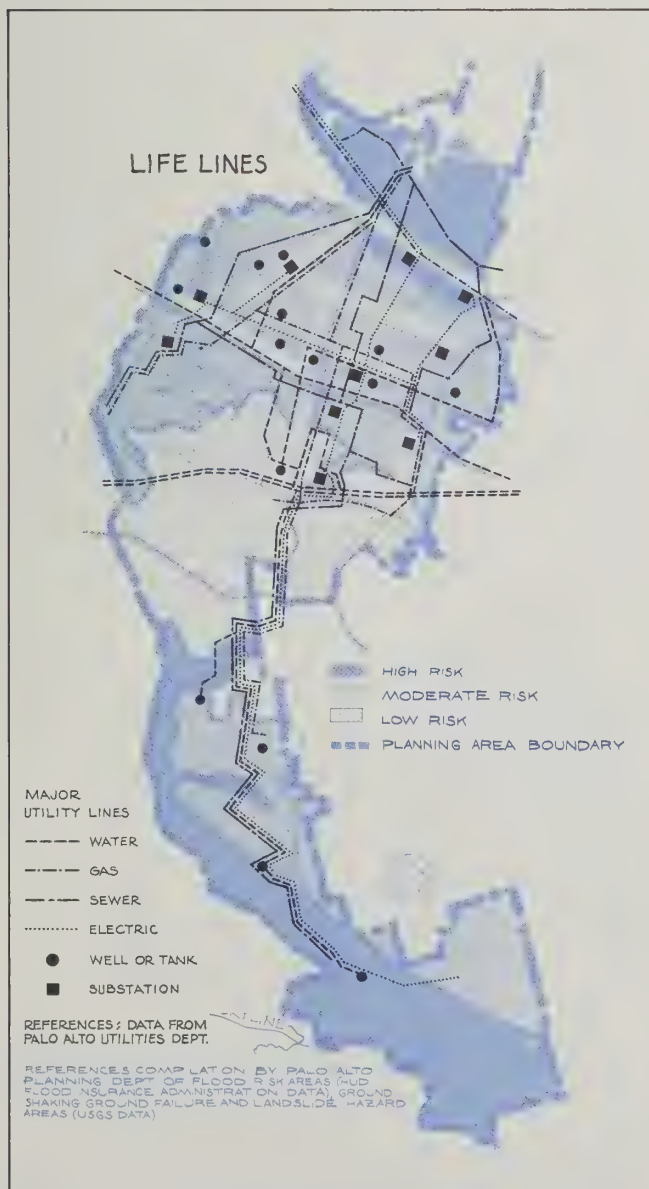 LIFE LINES
HIGH RISK
MODERATE RISK
LOW RISK
PLANNING AREA BOUNDARY
MAJOR
UTILITY LINES
WATER
GAS
SEWER
ELECTRIC
WELL OR TANK
SUBSTATION
REFERENCES: DATA FROM
PALO ALTO UTILITIES DEPT.
REFERENCES COMPILATION BY PALO ALTO
PLANNING DEPT OF FLOOD RISK AREAS (HUD
FLOOD INSURANCE ADMINISTRATION DATA), GROUND
SHAKING GROUND FAILURE AND LANDSLIDE HAZARD
AREAS (USGS DATA)